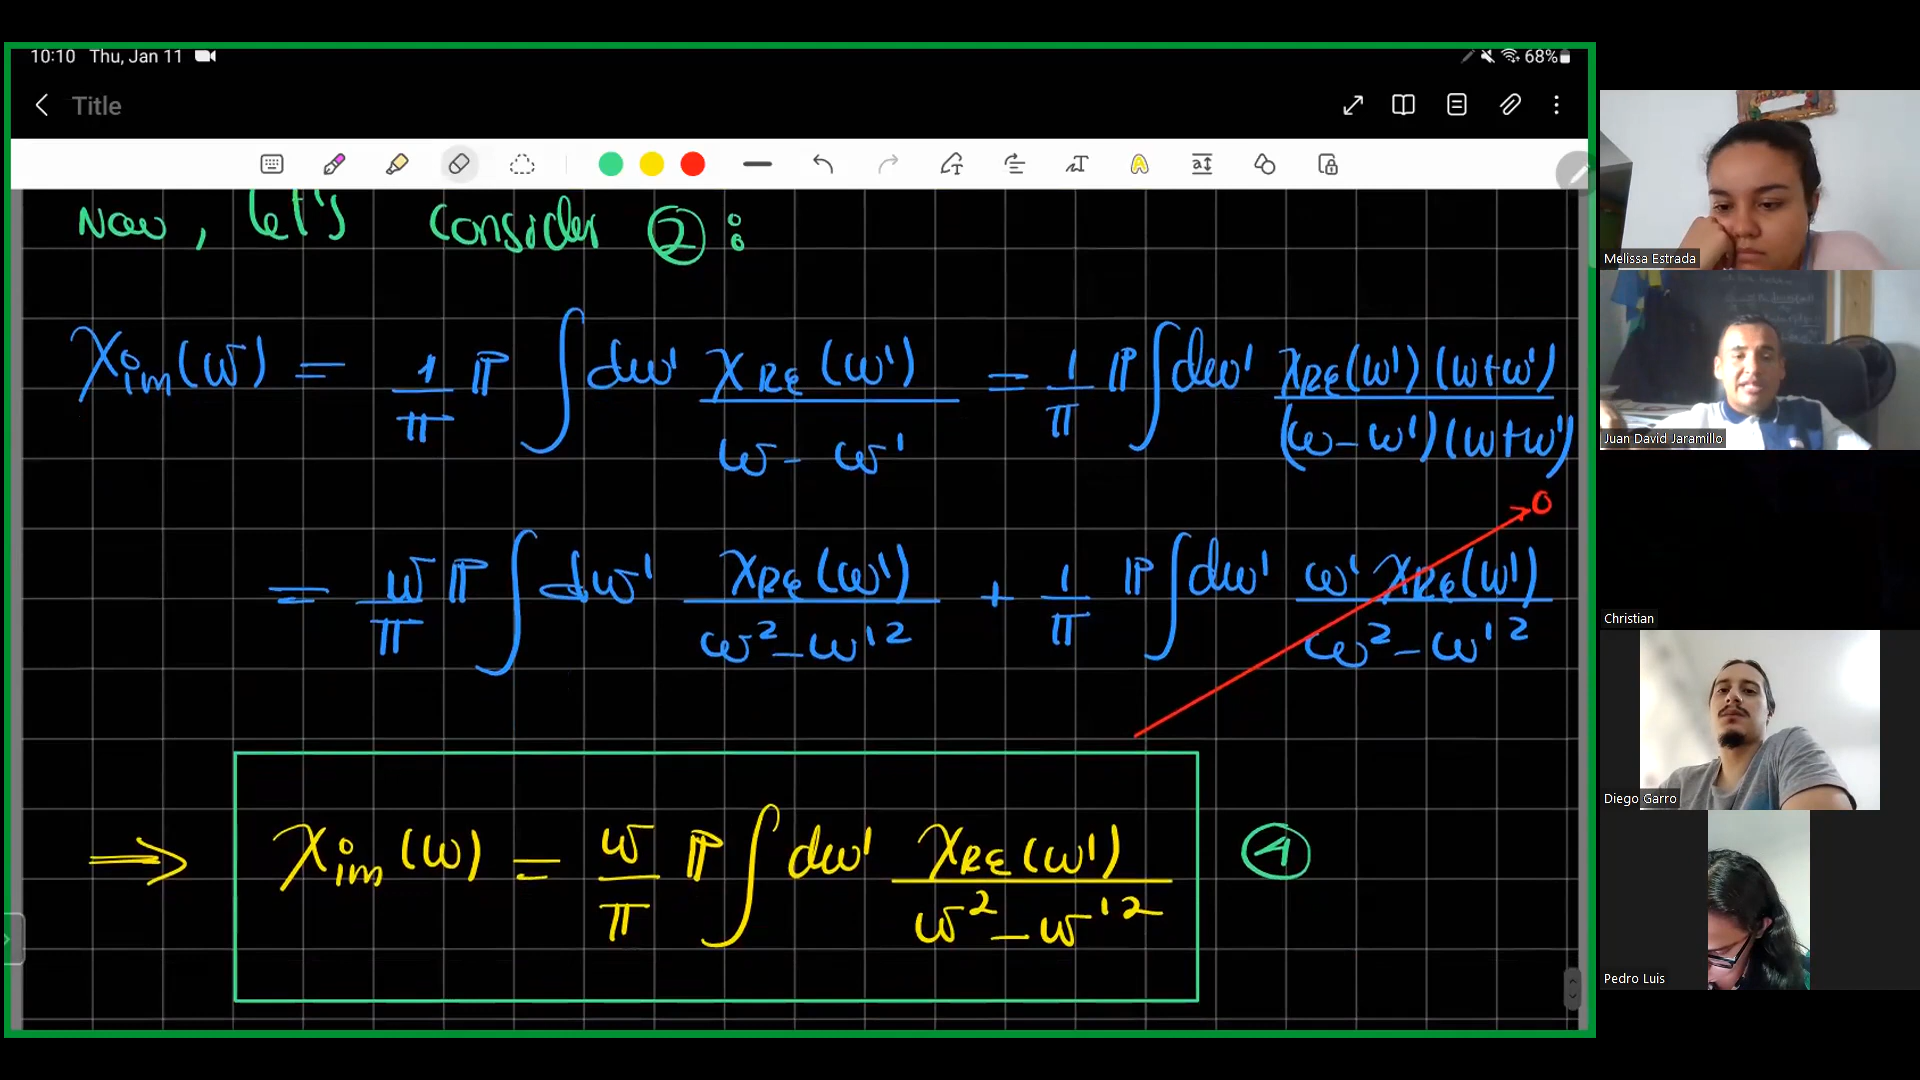 10:10 Thu, Jan 11 68%
Title
Now, let's consider ②:
χim(ω) = 1/π ℙ ∫dω' χRE(ω')/(ω - ω') = 1/π ℙ ∫dω' χRE(ω')(ω+ω')/((ω-ω')(ω+ω'))
= ω/π ℙ ∫dω' χRE(ω')/(ω²-ω'²) + 1/π ℙ ∫dω' ω' χRE(ω')/(ω²-ω'²) → 0
⟹ χim(ω) = ω/π ℙ ∫dω' χRE(ω')/(ω²-ω'²) ④
Melissa Estrada
Juan David Jaramillo
Christian
Diego Garro
Pedro Luis